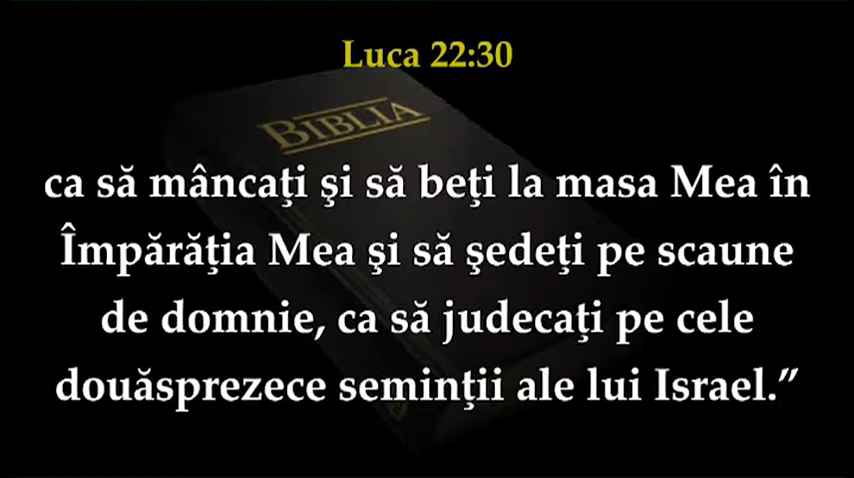 Luca 22:30
BIBLIA
ca să mâncaţi şi să beţi la masa Mea în
Împărăţia Mea şi să şedeţi pe scaune
de domnie, ca să judecaţi pe cele
douăsprezece seminţii ale lui Israel.”